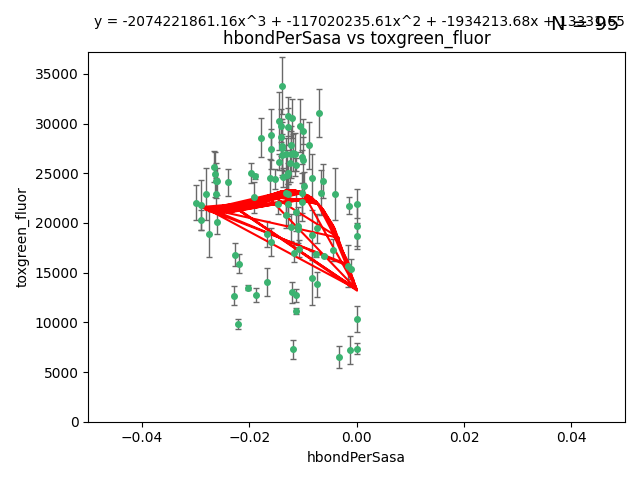 y = -2074221861.16x^3 + -117020235.61x^2 + -1934213.68x +
N = 95
hbondPerSasa vs toxgreen_fluor
35000
30000
25000
20000
15000
10000
5000
0
toxgreen_fluor
-0.04 -0.02 0.00 0.02 0.04
hbondPerSasa